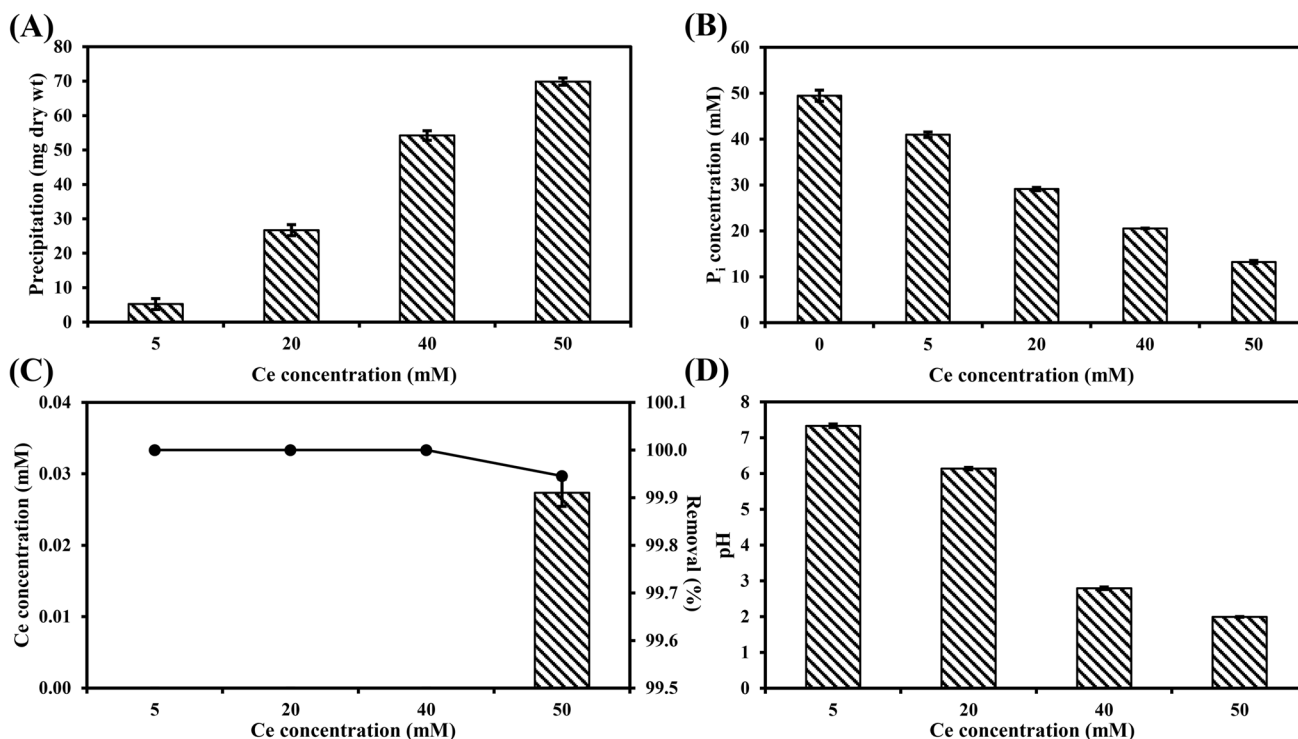 (A)
Precipitation (mg dry wt)
80
70
60
50
40
30
20
10
0
5 20 40 50
Ce concentration (mM)
(B)
Pi concentration (mM)
60
50
40
30
20
10
0
0 5 20 40 50
Ce concentration (mM)
(C)
Ce concentration (mM)
0.04
0.03
0.02
0.01
0.00
100.1
100.0
99.9
99.8
99.7
99.6
99.5
Removal (%)
5 20 40 50
Ce concentration (mM)
(D)
pH
8
7
6
5
4
3
2
1
0
5 20 40 50
Ce concentration (mM)